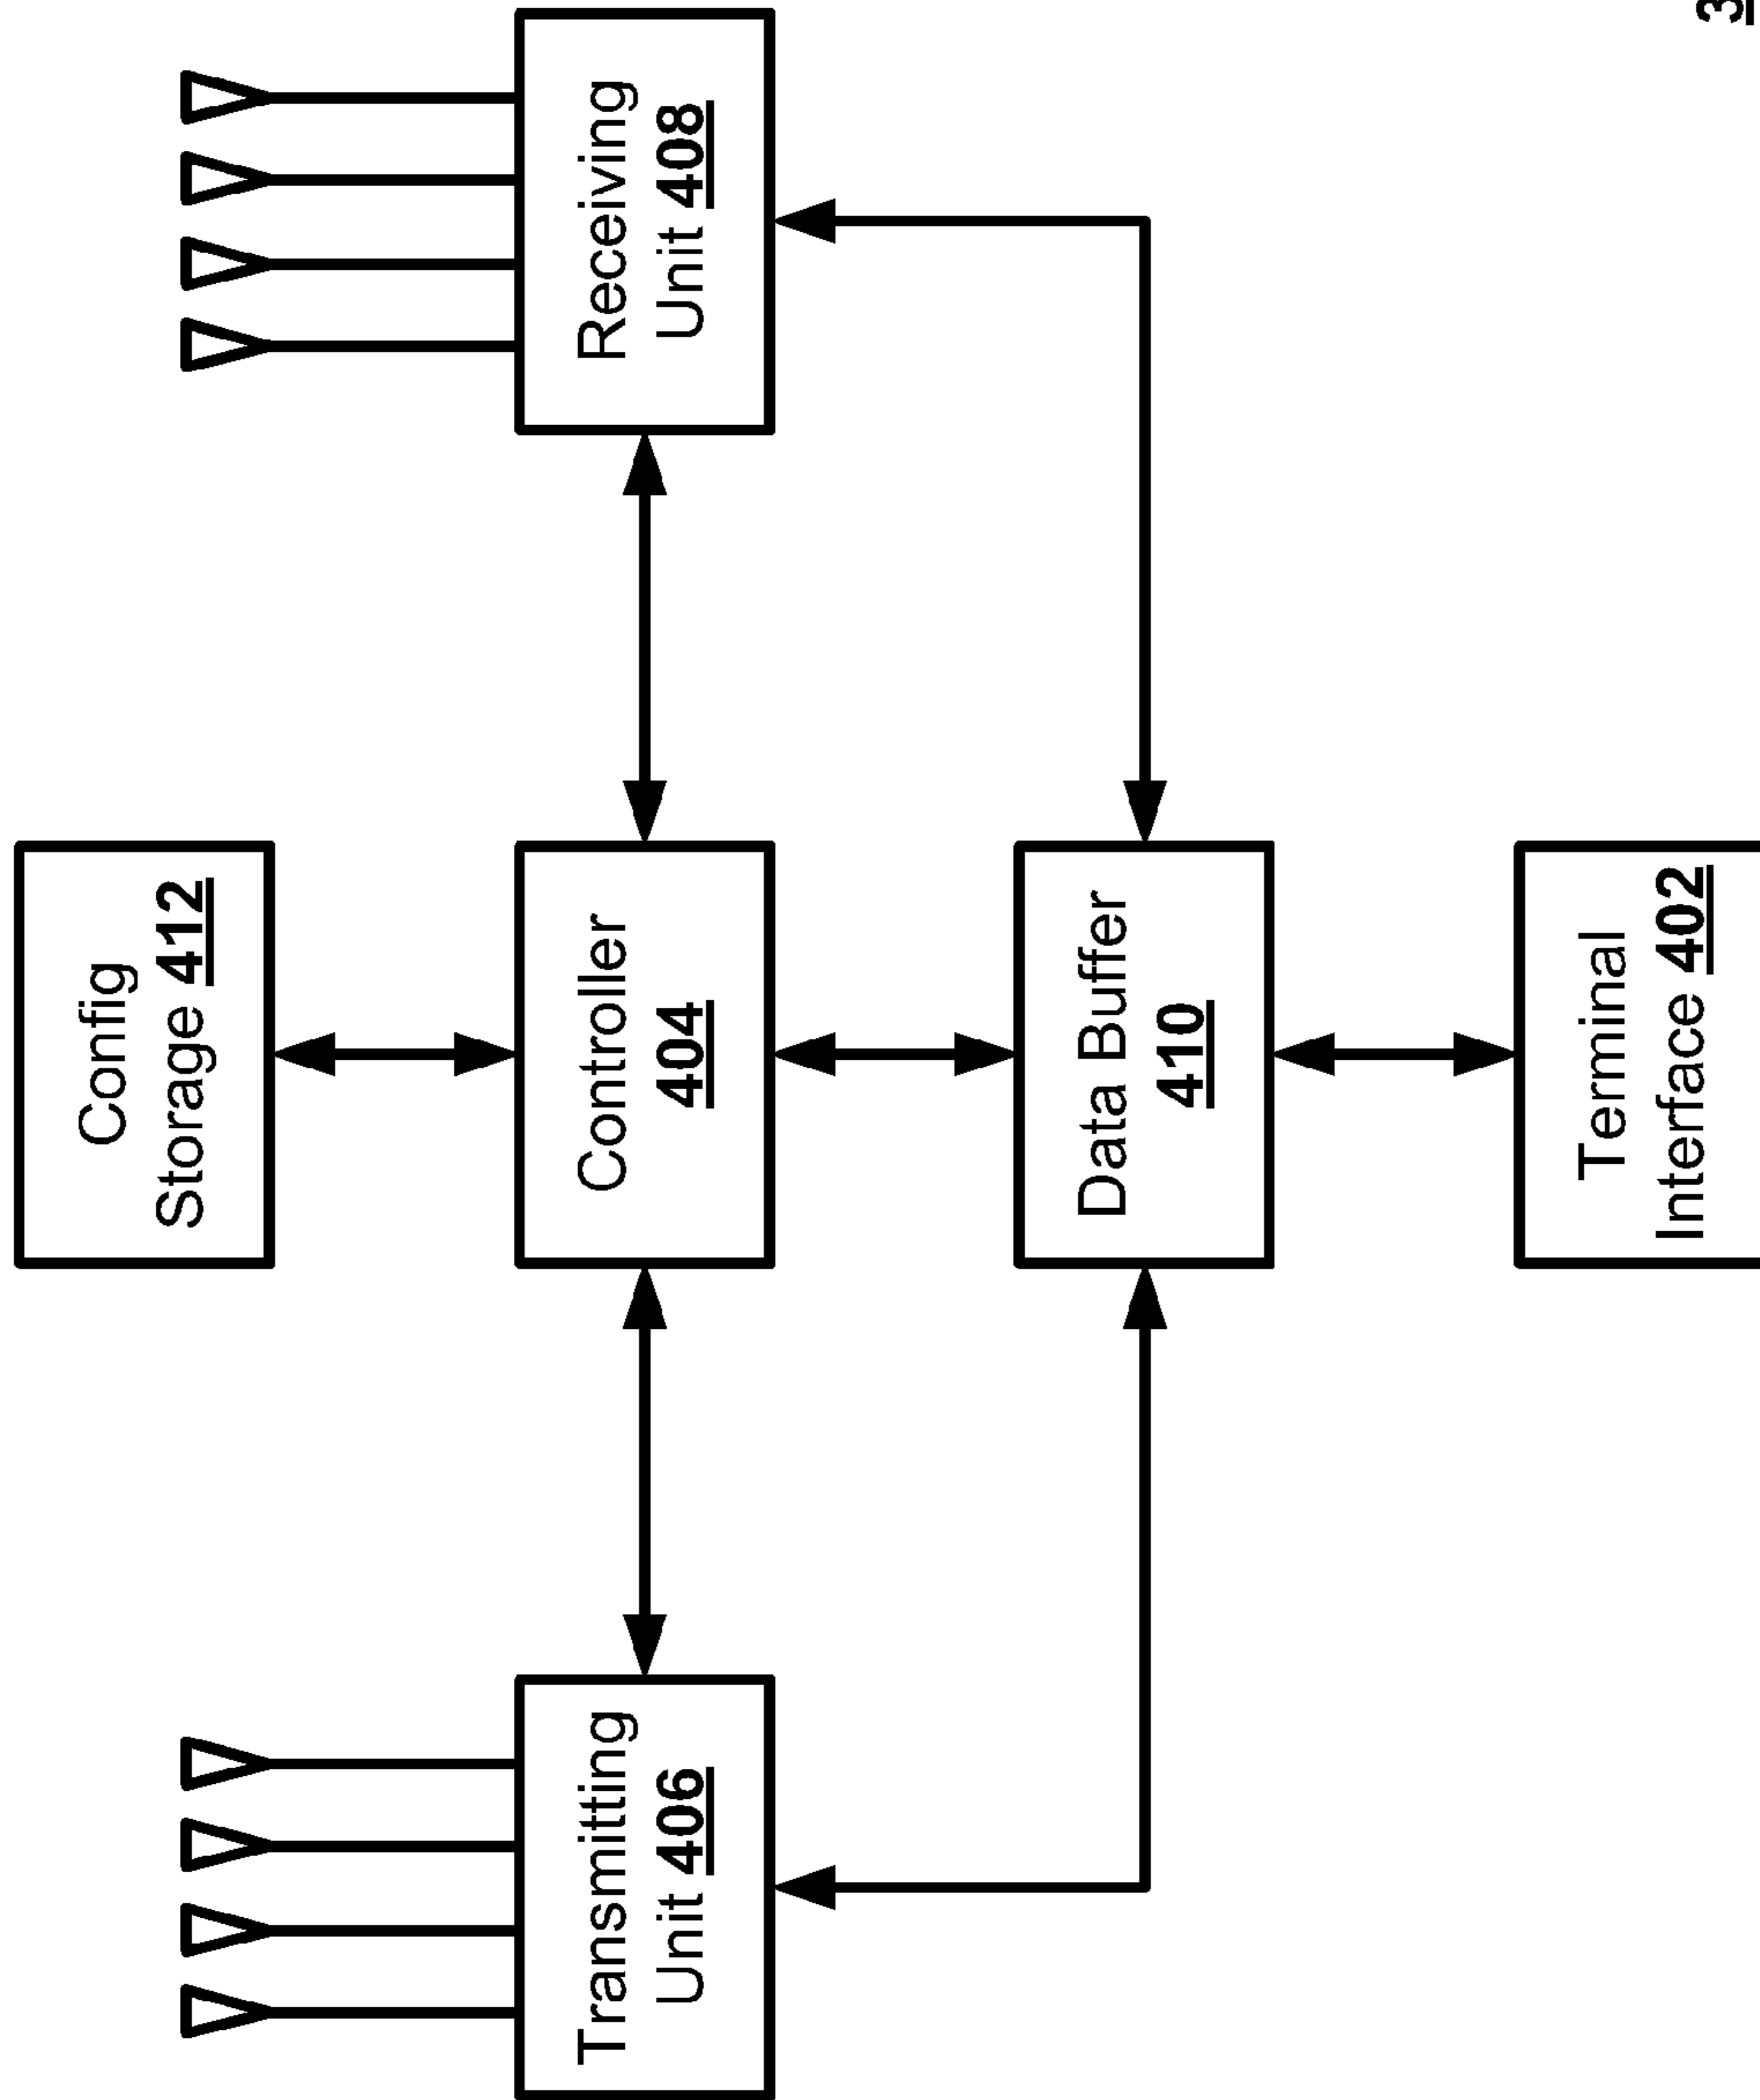 Config
Storage 412
Transmitting
Unit 406
Controller
404
Receiving
Unit 408
Data Buffer
410
Terminal
Interface 402